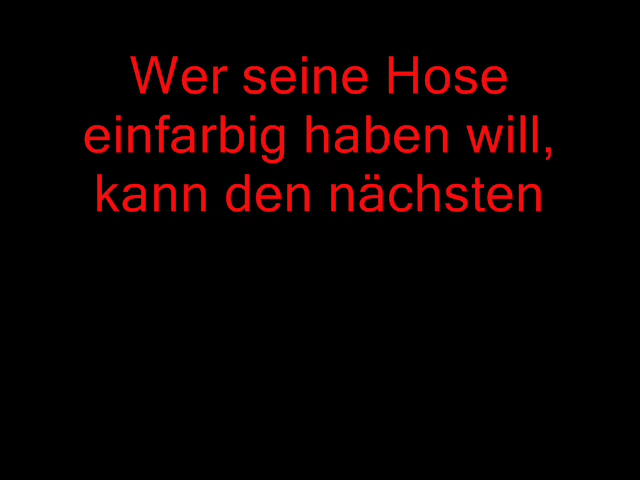 Wer seine Hose
einfarbig haben will,
kann den nächsten